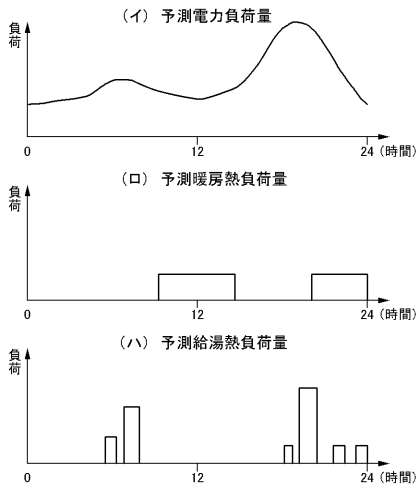 (イ) 予測電力負荷量
負荷
0 12 24 (時間)
(ロ) 予測暖房熱負荷量
負荷
0 12 24 (時間)
(ハ) 予測給湯熱負荷量
負荷
0 12 24 (時間)